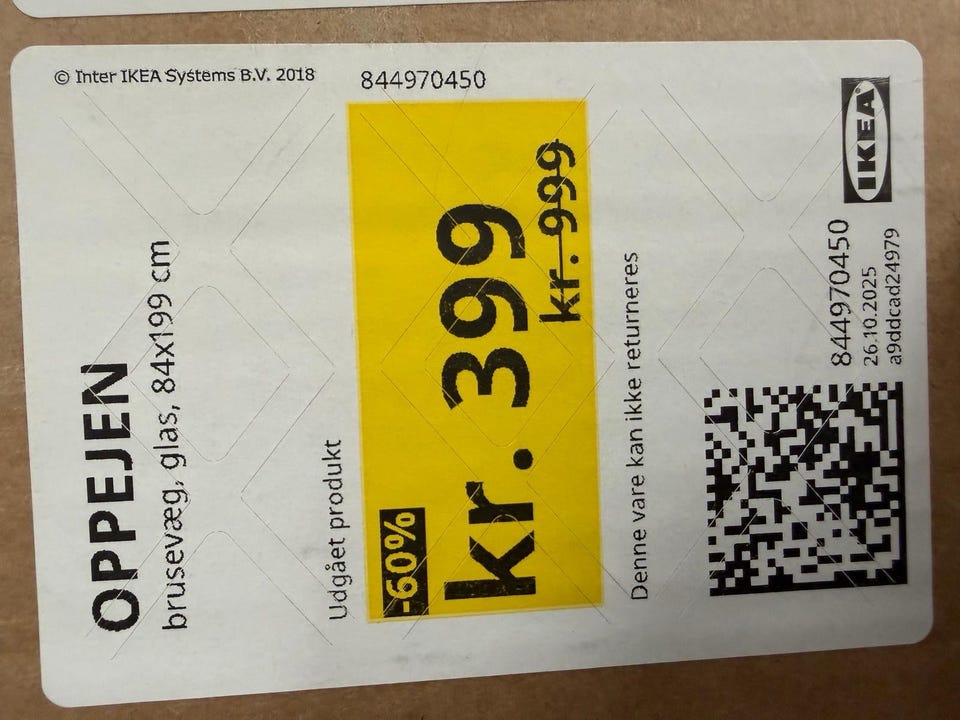 © Inter IKEA Systems B.V. 2018
844970450
OPPEJEN
brusevæg, glas, 84x199 cm
Udgået produkt
-60%
kr. 399
kr. 999
Denne vare kan ikke returneres
IKEA
844970450
26.10.2025
a9ddcad24979